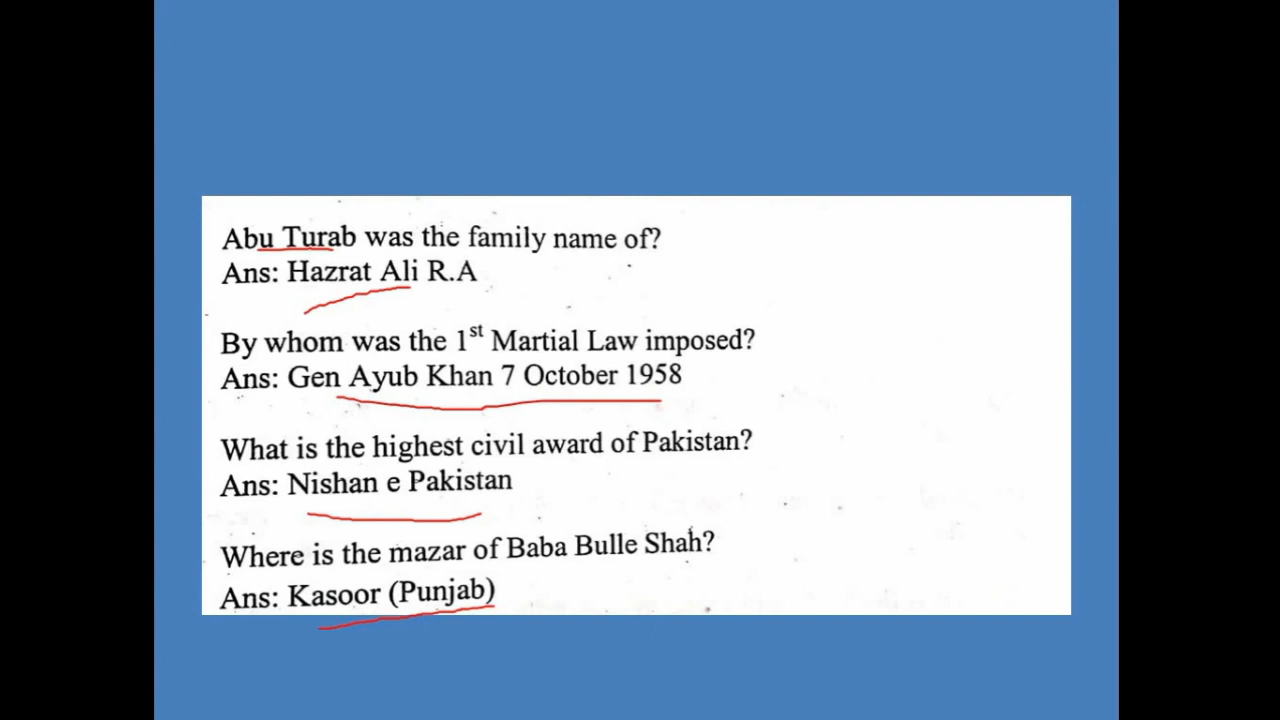 Abu Turab was the family name of?
Ans: Hazrat Ali R.A
By whom was the 1st Martial Law imposed?
Ans: Gen Ayub Khan 7 October 1958
What is the highest civil award of Pakistan?
Ans: Nishan e Pakistan
Where is the mazar of Baba Bulle Shah?
Ans: Kasoor (Punjab)